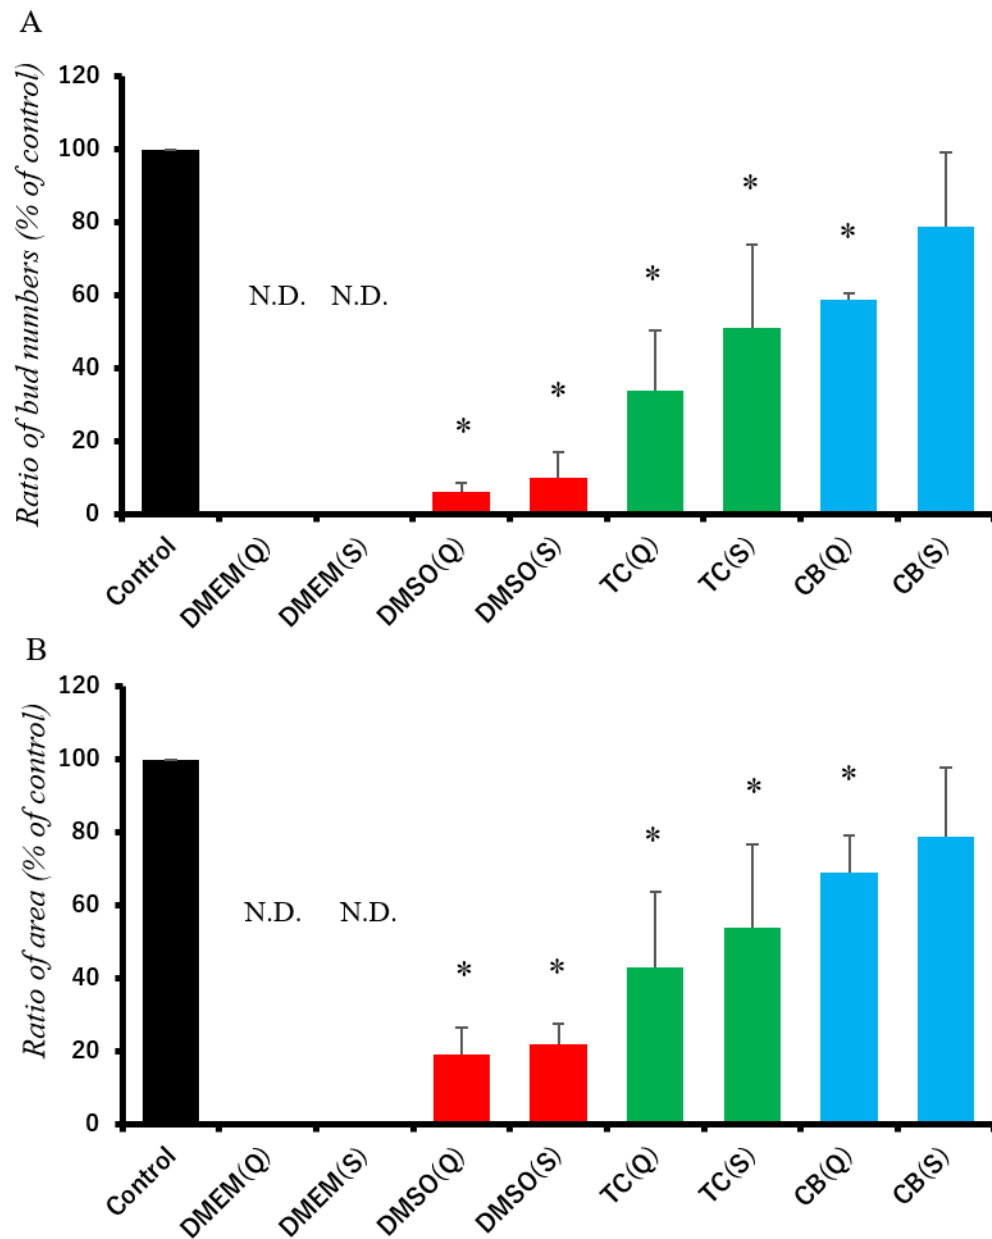 A
Ratio of bud numbers (% of control)
120
100
80
60
40
20
0
N.D. N.D.
* * * * *
Control DMEM(Q) DMEM(S) DMSO(Q) DMSO(S) TC(Q) TC(S) CB(Q) CB(S)
B
Ratio of area (% of control)
120
100
80
60
40
20
0
N.D. N.D.
* * * * *
Control DMEM(Q) DMEM(S) DMSO(Q) DMSO(S) TC(Q) TC(S) CB(Q) CB(S)